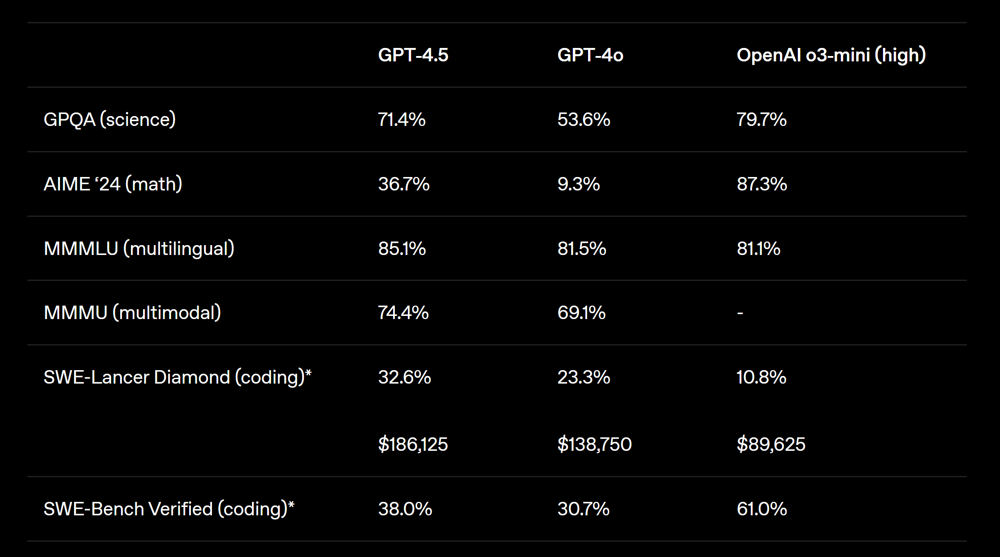 GPT-4.5 GPT-4o OpenAI o3-mini (high)
GPQA (science) 71.4% 53.6% 79.7%
AIME ‘24 (math) 36.7% 9.3% 87.3%
MMMLU (multilingual) 85.1% 81.5% 81.1%
MMMU (multimodal) 74.4% 69.1% -
SWE-Lancer Diamond (coding)* 32.6% 23.3% 10.8%
$186,125 $138,750 $89,625
SWE-Bench Verified (coding)* 38.0% 30.7% 61.0%